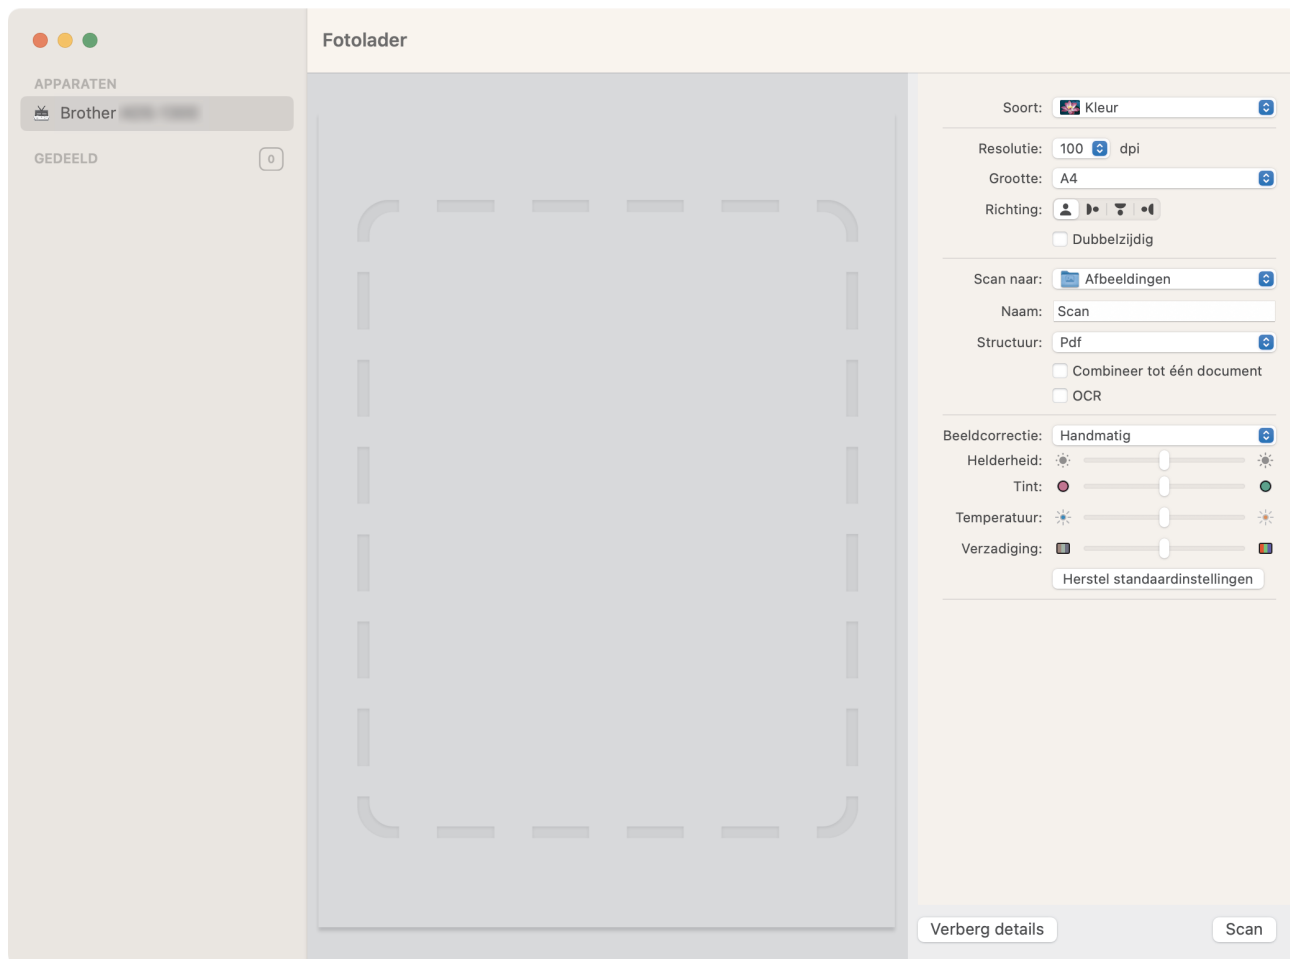 Fotolader
APPARATEN
Brother
GEDEELD 0
Soort: Kleur
Resolutie: 100 dpi
Grootte: A4
Richting:
Dubbelzijdig
Scan naar: Afbeeldingen
Naam: Scan
Structuur: Pdf
Combineer tot één document
OCR
Beeldcorrectie: Handmatig
Helderheid:
Tint:
Temperatuur:
Verzadiging:
Herstel standaardinstellingen
Verberg details Scan